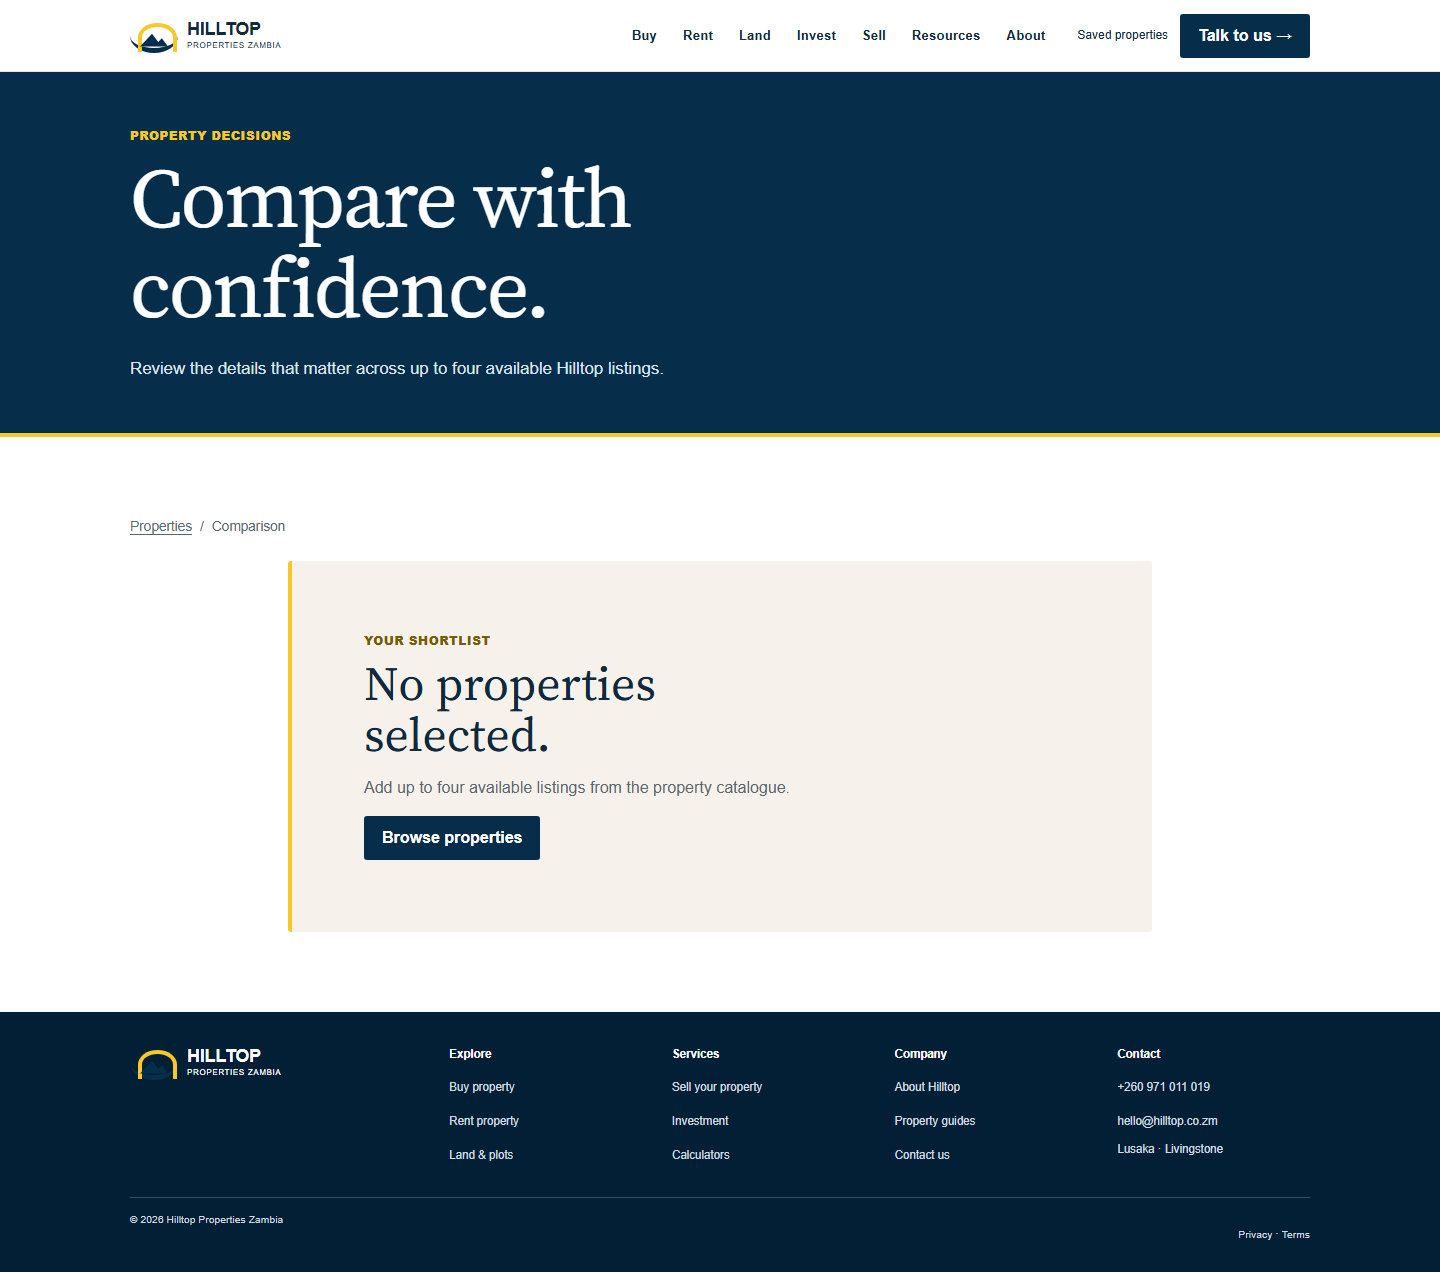 HILLTOP
PROPERTIES ZAMBIA
Buy
Rent
Land
Invest
Sell
Resources
About
Saved properties
Talk to us →
PROPERTY DECISIONS
Compare with
confidence.
Review the details that matter across up to four available Hilltop listings.
Properties / Comparison
YOUR SHORTLIST
No properties
selected.
Add up to four available listings from the property catalogue.
Browse properties
HILLTOP
PROPERTIES ZAMBIA
Explore
Buy property
Rent property
Land & plots
Services
Sell your property
Investment
Calculators
Company
About Hilltop
Property guides
Contact us
Contact
+260 971 011 019
hello@hilltop.co.zm
Lusaka · Livingstone
© 2026 Hilltop Properties Zambia
Privacy · Terms